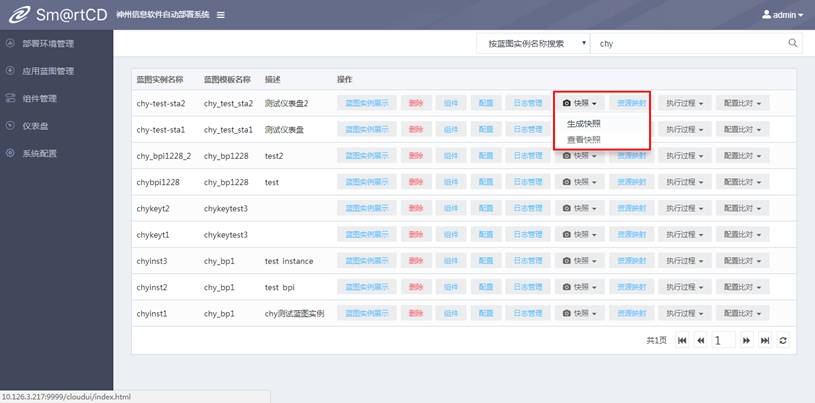 Sm@rtCD 神州信息软件自动部署系统 admin
部署环境管理
应用蓝图管理
组件管理
仪表盘
系统配置
按蓝图实例名称搜索 chy
蓝图实例名称 蓝图模板名称 描述 操作
chy-test-sta2 chy_test_sta2 测试仪表盘2 蓝图实例展示 删除 组件 配置 日志管理 快照 资源映射 执行过程 配置比对
生成快照
查看快照
chy-test-sta1 chy_test_sta1 测试仪表盘 蓝图实例展示 删除 组件 配置 日志管理 执行过程 配置比对
chy_bpi1228_2 chy_bp1228 test2 蓝图实例展示 删除 组件 配置 日志管理 快照 资源映射 执行过程 配置比对
chybpi1228 chy_bp1228 test 蓝图实例展示 删除 组件 配置 日志管理 快照 资源映射 执行过程 配置比对
chykeyt2 chykeytest3 蓝图实例展示 删除 组件 配置 日志管理 快照 资源映射 执行过程 配置比对
chykeyt1 chykeytest3 蓝图实例展示 删除 组件 配置 日志管理 快照 资源映射 执行过程 配置比对
chyinst3 chy_bp1 test instance 蓝图实例展示 删除 组件 配置 日志管理 快照 资源映射 执行过程 配置比对
chyinst2 chy_bp1 test bpi 蓝图实例展示 删除 组件 配置 日志管理 快照 资源映射 执行过程 配置比对
chyinst1 chy_bp1 chy测试蓝图实例 蓝图实例展示 删除 组件 配置 日志管理 快照 资源映射 执行过程 配置比对
共1页 1
10.126.3.217:9999/cloudui/index.html